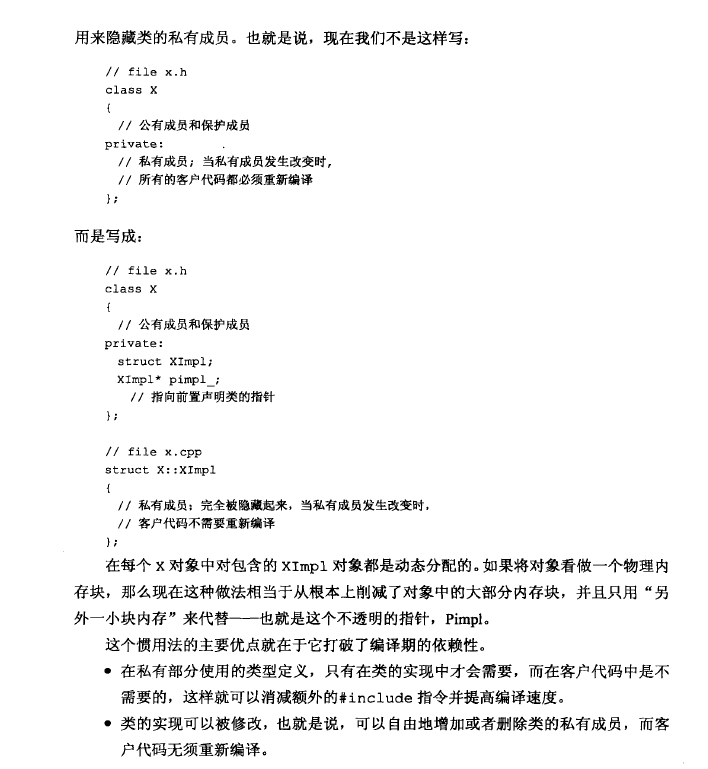 用来隐藏类的私有成员。也就是说，现在我们不是这样写：
// file x.h
class X
{
// 公有成员和保护成员
private:
// 私有成员；当私有成员发生改变时，
// 所有的客户代码都必须重新编译
};
而是写成：
// file x.h
class X
{
// 公有成员和保护成员
private:
struct XImpl;
XImpl* pimpl_;
// 指向前置声明类的指针
};
// file x.cpp
struct X::XImpl
{
// 私有成员；完全被隐藏起来，当私有成员发生改变时，
// 客户代码不需要重新编译
};
在每个 X 对象中对包含的 XImpl 对象都是动态分配的。如果将对象看做一个物理内
存块，那么现在这种做法相当于从根本上削减了对象中的大部分内存块，并且只用“另
外一小块内存”来代替——也就是这个不透明的指针，Pimpl。
这个惯用法的主要优点就在于它打破了编译期的依赖性。
● 在私有部分使用的类型定义，只有在类的实现中才会需要，而在客户代码中是不
需要的，这样就可以消减额外的#include 指令并提高编译速度。
● 类的实现可以被修改，也就是说，可以自由地增加或者删除类的私有成员，而客
户代码无须重新编译。